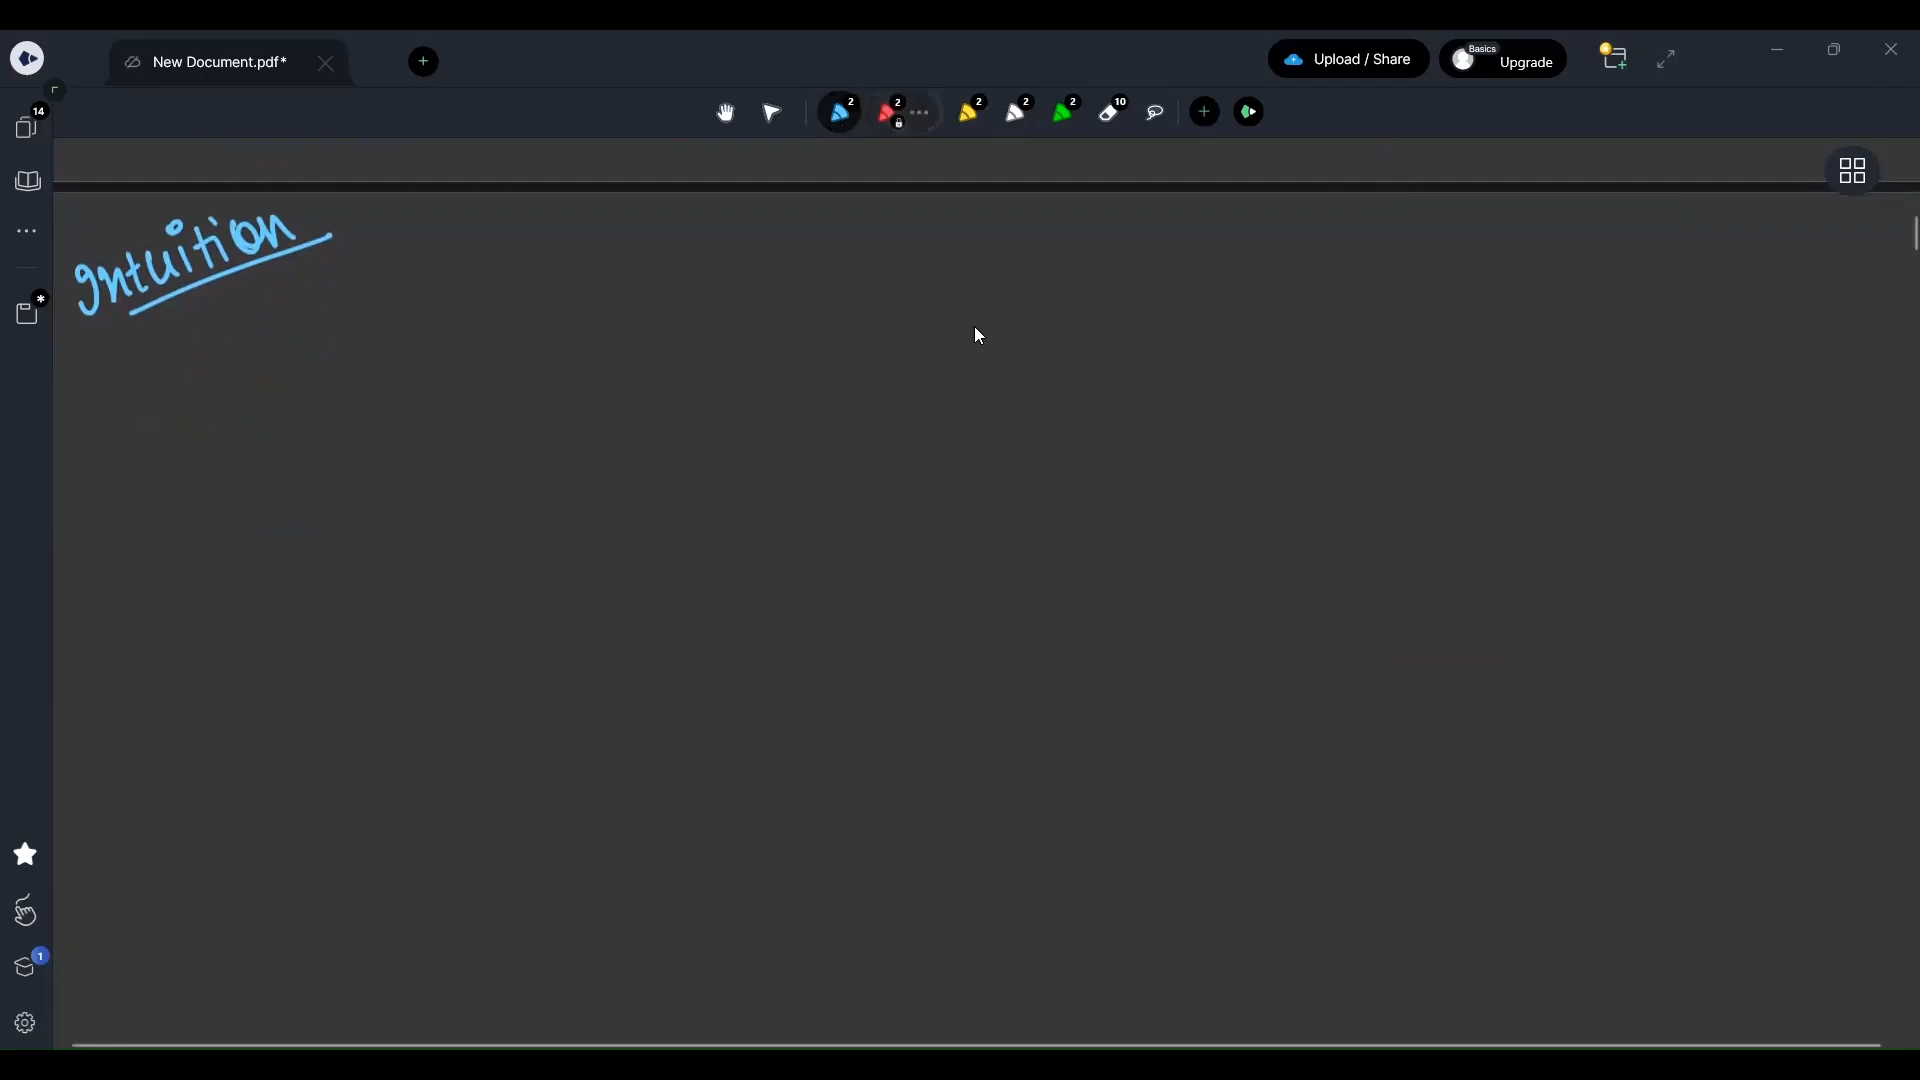 New Document.pdf*
+
Upload / Share
Basics
Upgrade
14
2
2
2
2
2
10
Intuition
*
1